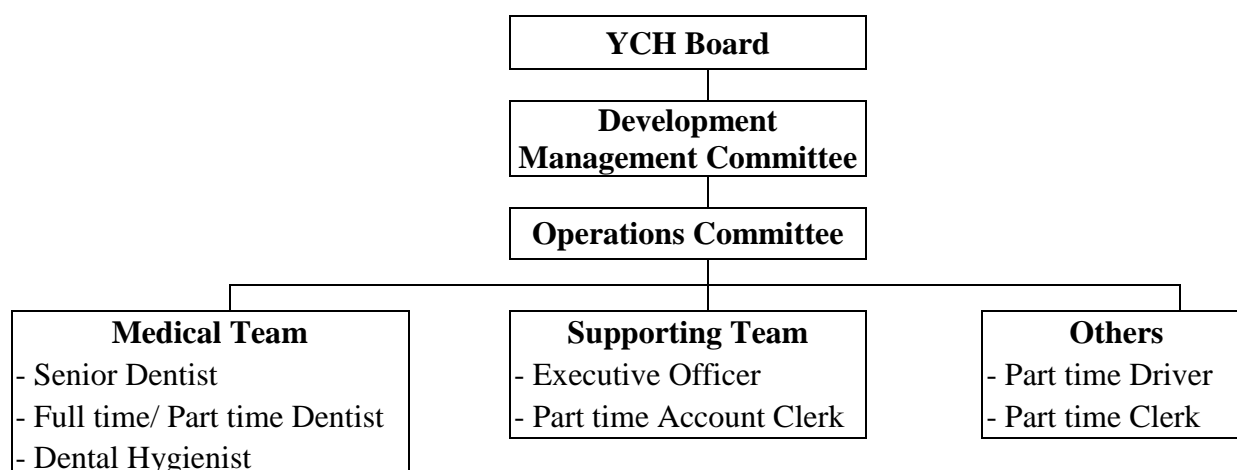 YCH Board
Development
Management Committee
Operations Committee
Medical Team
- Senior Dentist
- Full time/ Part time Dentist
- Dental Hygienist
Supporting Team
- Executive Officer
- Part time Account Clerk
Others
- Part time Driver
- Part time Clerk